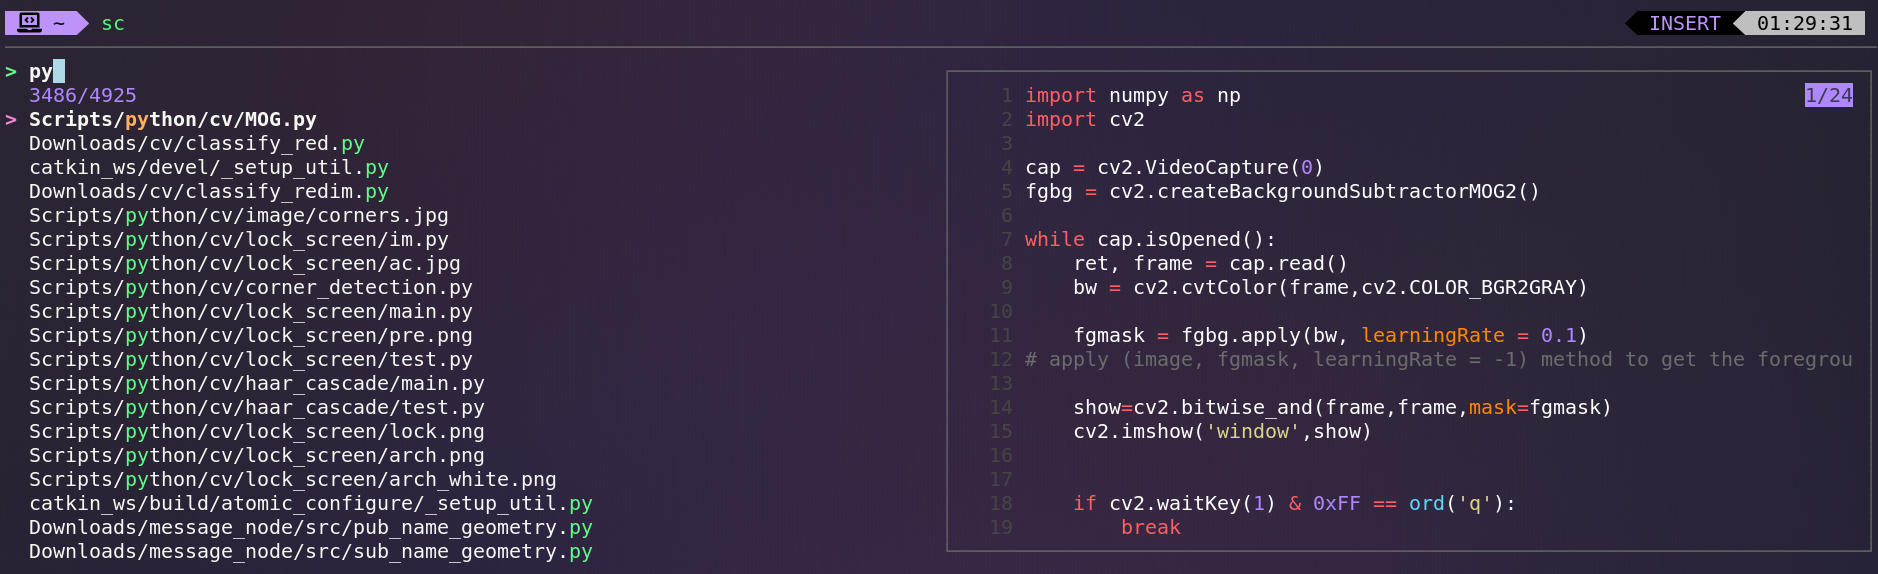 ~ sc INSERT 01:29:31
> py
3486/4925
> Scripts/python/cv/MOG.py
Downloads/cv/classify_red.py
catkin_ws/devel/_setup_util.py
Downloads/cv/classify_redim.py
Scripts/python/cv/image/corners.jpg
Scripts/python/cv/lock_screen/im.py
Scripts/python/cv/lock_screen/ac.jpg
Scripts/python/cv/corner_detection.py
Scripts/python/cv/lock_screen/main.py
Scripts/python/cv/lock_screen/pre.png
Scripts/python/cv/lock_screen/test.py
Scripts/python/cv/haar_cascade/main.py
Scripts/python/cv/haar_cascade/test.py
Scripts/python/cv/lock_screen/lock.png
Scripts/python/cv/lock_screen/arch.png
Scripts/python/cv/lock_screen/arch_white.png
catkin_ws/build/atomic_configure/_setup_util.py
Downloads/message_node/src/pub_name_geometry.py
Downloads/message_node/src/sub_name_geometry.py
1 import numpy as np 1/24
2 import cv2
3
4 cap = cv2.VideoCapture(0)
5 fgbg = cv2.createBackgroundSubtractorMOG2()
6
7 while cap.isOpened():
8     ret, frame = cap.read()
9     bw = cv2.cvtColor(frame,cv2.COLOR_BGR2GRAY)
10
11     fgmask = fgbg.apply(bw, learningRate = 0.1)
12 # apply (image, fgmask, learningRate = -1) method to get the foregrou
13
14     show=cv2.bitwise_and(frame,frame,mask=fgmask)
15     cv2.imshow('window',show)
16
17
18     if cv2.waitKey(1) & 0xFF == ord('q'):
19         break